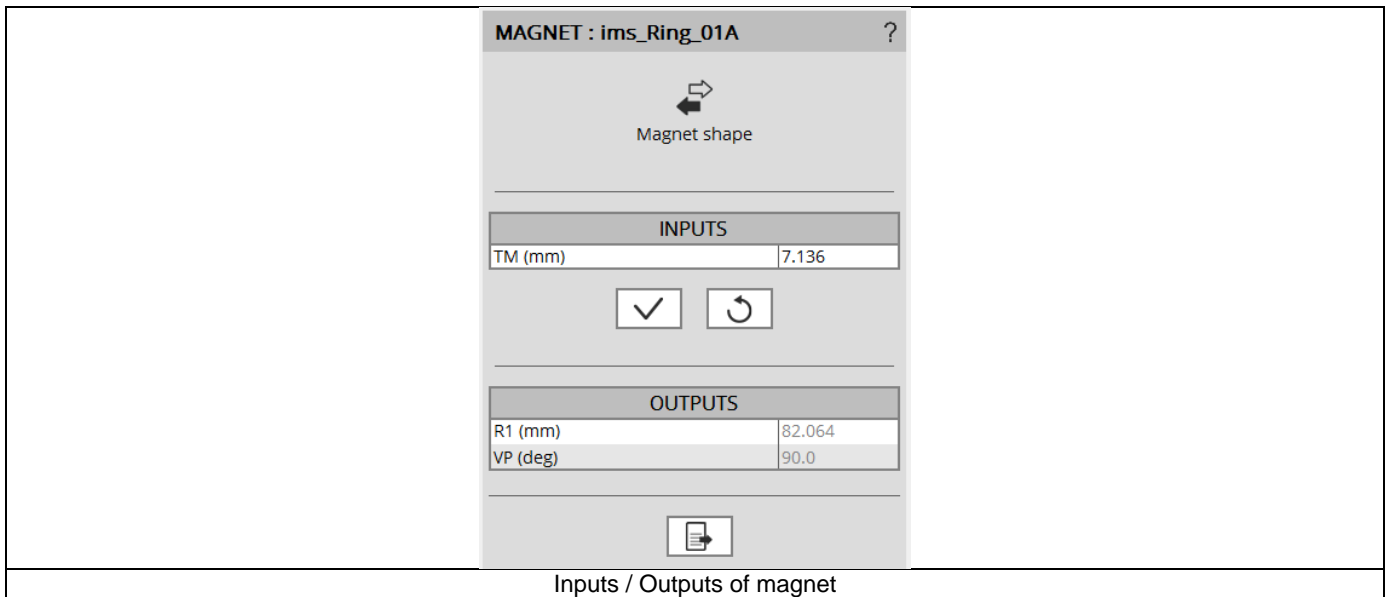 MAGNET : ims_Ring_01A ?
Magnet shape
INPUTS
TM (mm) 7.136
OUTPUTS
R1 (mm) 82.064
VP (deg) 90.0
Inputs / Outputs of magnet